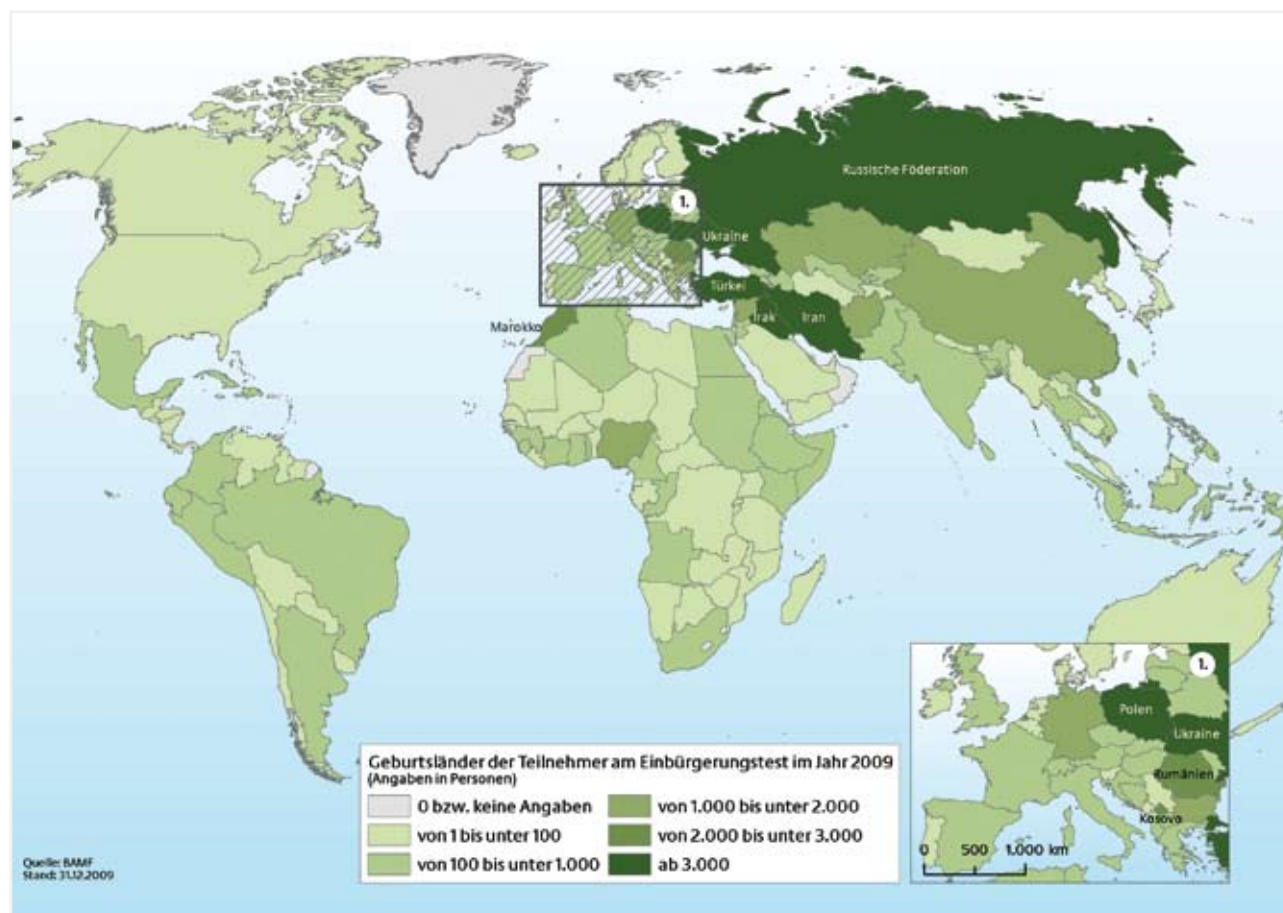 Russische Föderation
1.
Ukraine
Türkei
Irak
Iran
Marokko
1.
Polen
Ukraine
Rumänien
Kosovo
0 500 1.000 km
Geburtsländer der Teilnehmer am Einbürgerungstest im Jahr 2009
(Angaben in Personen)
0 bzw. keine Angaben
von 1 bis unter 100
von 100 bis unter 1.000
von 1.000 bis unter 2.000
von 2.000 bis unter 3.000
ab 3.000
Quelle: BAMF
Stand: 31.12.2009